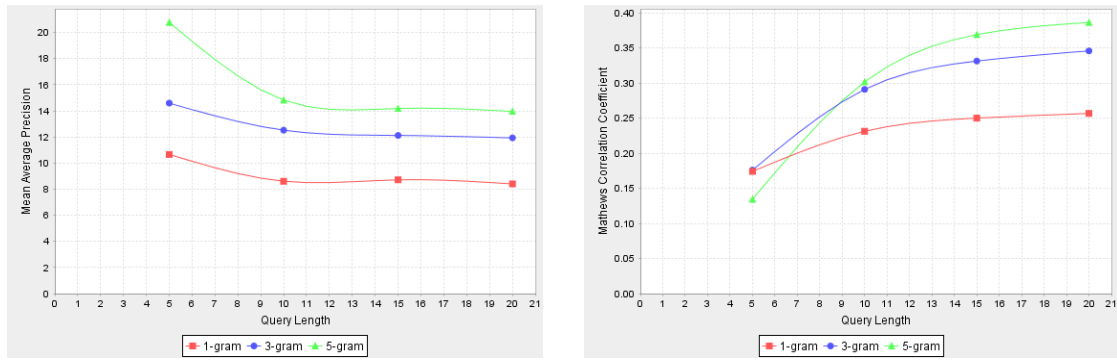 Mean Average Precision
20
18
16
14
12
10
8
6
4
2
0
0 1 2 3 4 5 6 7 8 9 10 11 12 13 14 15 16 17 18 19 20 21
Query Length
1-gram 3-gram 5-gram
Mathews Correlation Coefficient
0.40
0.35
0.30
0.25
0.20
0.15
0.10
0.05
0.00
0 1 2 3 4 5 6 7 8 9 10 11 12 13 14 15 16 17 18 19 20 21
Query Length
1-gram 3-gram 5-gram